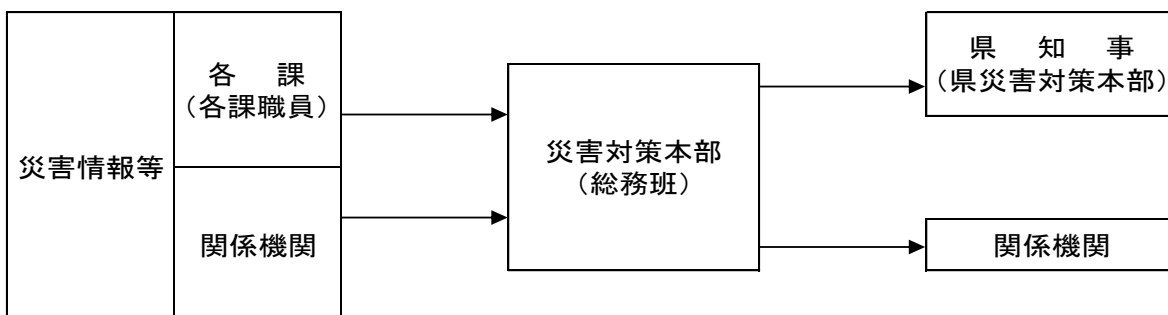 災害情報等
各　課
（各課職員）
関係機関
災害対策本部
（総務班）
県　知　事
（県災害対策本部）
関係機関